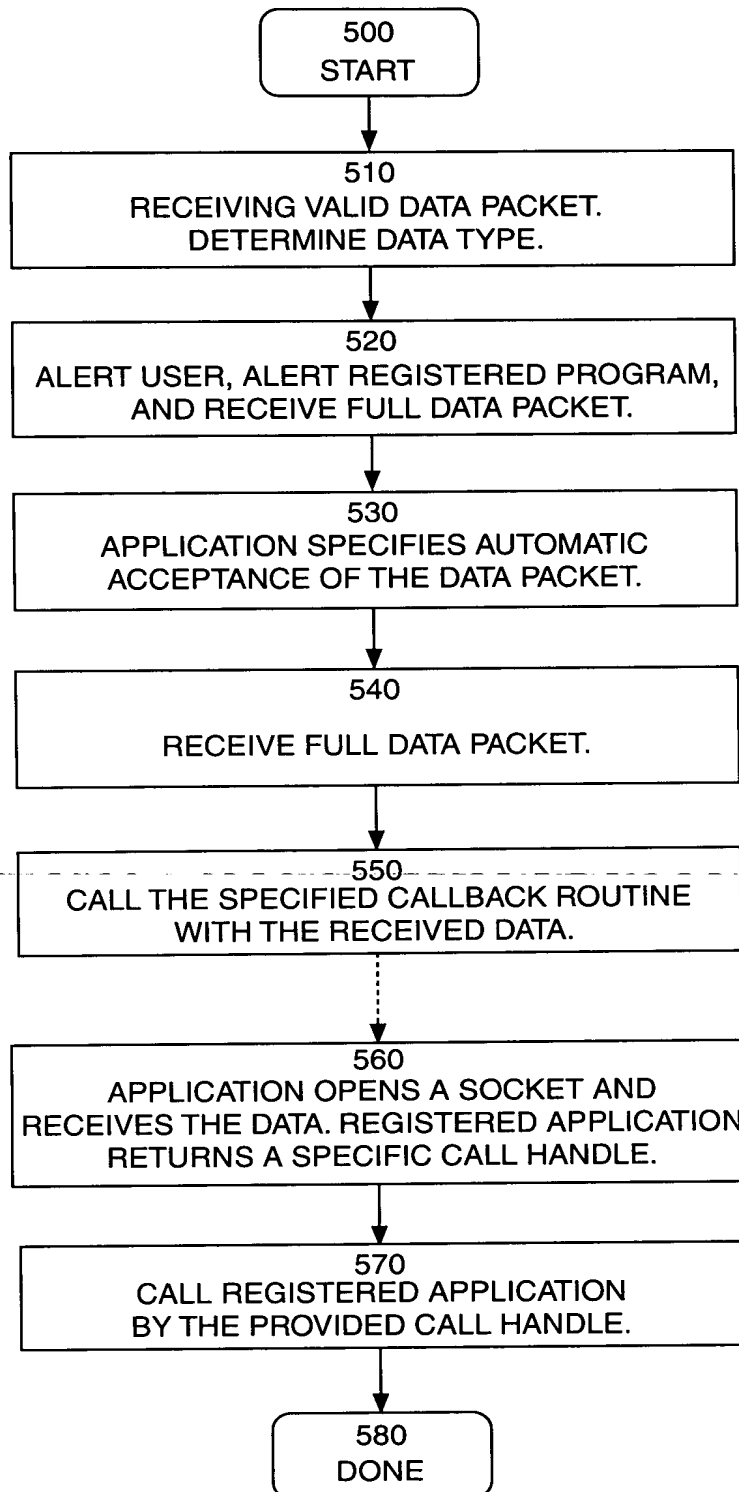 500
START
510
RECEIVING VALID DATA PACKET.
DETERMINE DATA TYPE.
520
ALERT USER, ALERT REGISTERED PROGRAM,
AND RECEIVE FULL DATA PACKET.
530
APPLICATION SPECIFIES AUTOMATIC
ACCEPTANCE OF THE DATA PACKET.
540
RECEIVE FULL DATA PACKET.
550
CALL THE SPECIFIED CALLBACK ROUTINE
WITH THE RECEIVED DATA.
560
APPLICATION OPENS A SOCKET AND
RECEIVES THE DATA. REGISTERED APPLICATION
RETURNS A SPECIFIC CALL HANDLE.
570
CALL REGISTERED APPLICATION
BY THE PROVIDED CALL HANDLE.
580
DONE